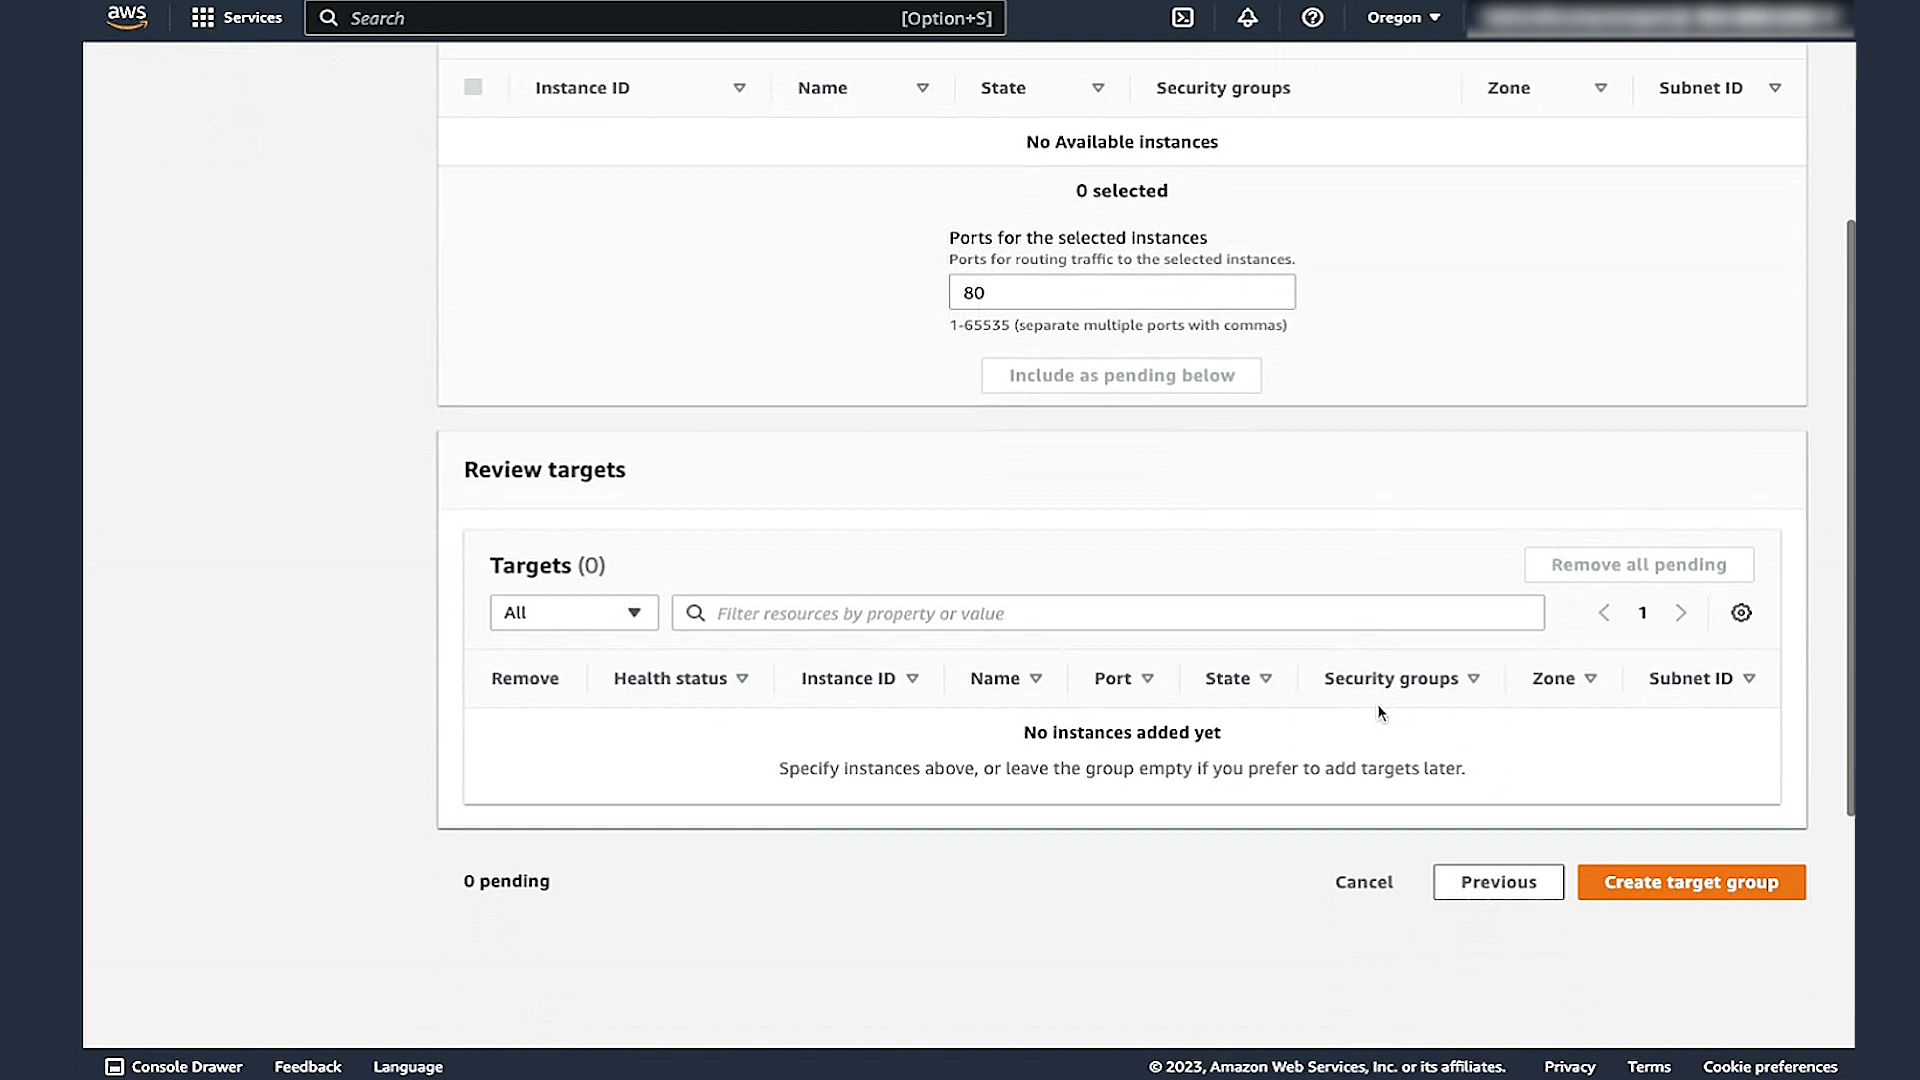 aws
Services
Search
[Option+S]
Oregon
Instance ID
Name
State
Security groups
Zone
Subnet ID
No Available instances
0 selected
Ports for the selected instances
Ports for routing traffic to the selected instances.
80
1-65535 (separate multiple ports with commas)
Include as pending below
Review targets
Targets (0)
Remove all pending
All
Filter resources by property or value
1
Remove
Health status
Instance ID
Name
Port
State
Security groups
Zone
Subnet ID
No instances added yet
Specify instances above, or leave the group empty if you prefer to add targets later.
0 pending
Cancel
Previous
Create target group
Console Drawer
Feedback
Language
© 2023, Amazon Web Services, Inc. or its affiliates.
Privacy
Terms
Cookie preferences